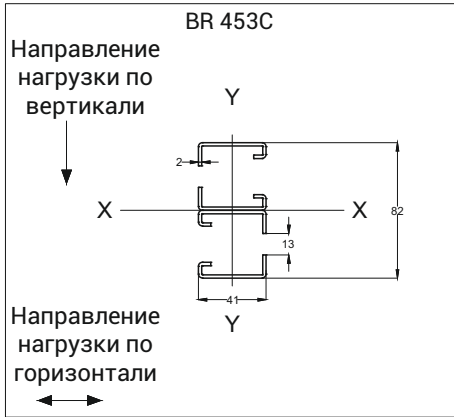 BR 453C
Направление
нагрузки по
вертикали
Y
2
X
X
82
13
41
Y
Направление
нагрузки по
горизонтали